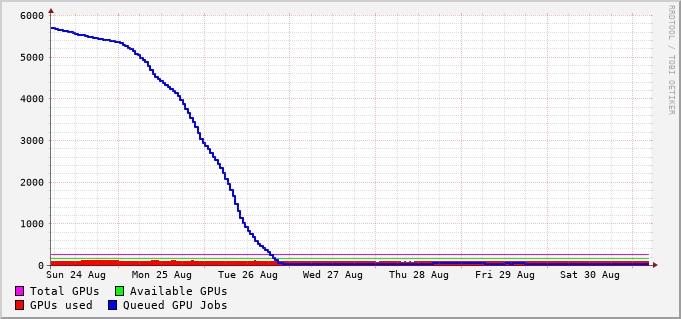 6000
5000
4000
3000
2000
1000
0
Sun 24 Aug Mon 25 Aug Tue 26 Aug Wed 27 Aug Thu 28 Aug Fri 29 Aug Sat 30 Aug
Total GPUs Available GPUs
GPUs used Queued GPU Jobs
RRDTOOL / TOBI OETIKER